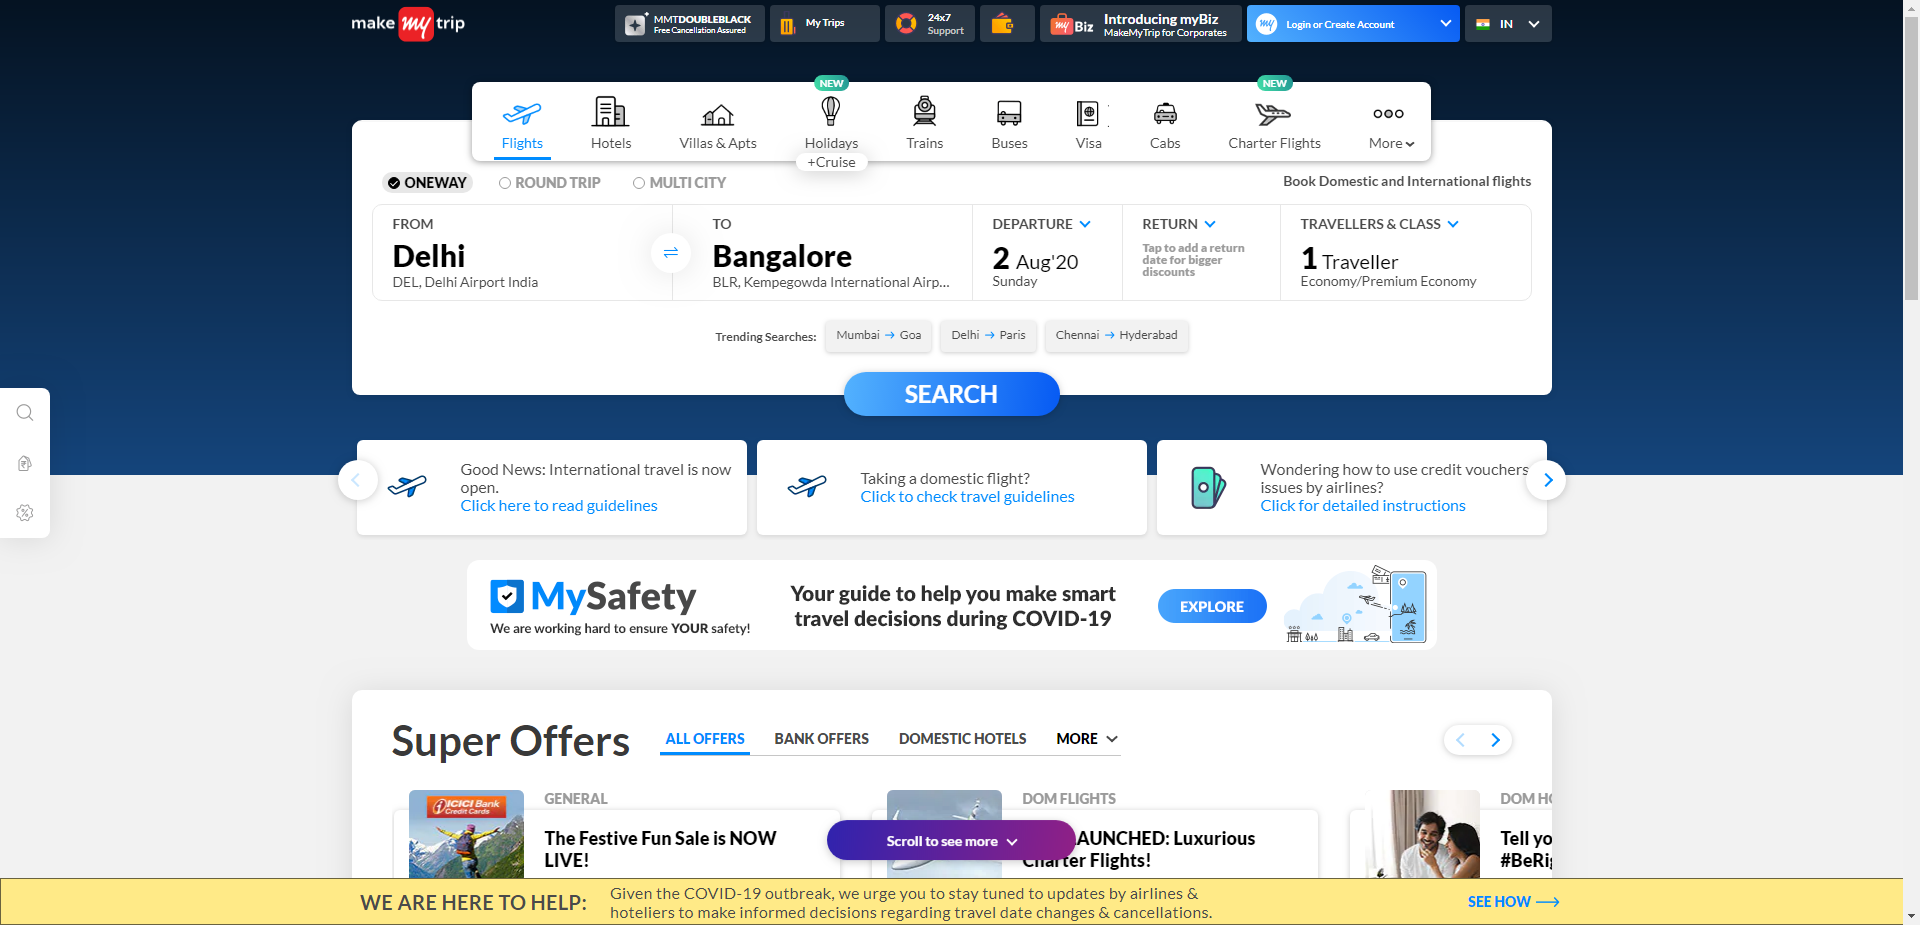 make my trip
MMTDOUBLEBLACK
Free Cancellation Assured
My Trips
24x7
Support
my Biz
Introducing myBiz
MakeMyTrip for Corporates
my
Login or Create Account
IN
NEW
NEW
Flights
Hotels
Villas & Apts
Holidays
Trains
Buses
Visa
Cabs
Charter Flights
More
+Cruise
ONEWAY
ROUND TRIP
MULTI CITY
Book Domestic and International flights
FROM
Delhi
DEL, Delhi Airport India
TO
Bangalore
BLR, Kempegowda International Airp...
DEPARTURE
2 Aug'20
Sunday
RETURN
Tap to add a return
date for bigger
discounts
TRAVELLERS & CLASS
1 Traveller
Economy/Premium Economy
Trending Searches:
Mumbai → Goa
Delhi → Paris
Chennai → Hyderabad
SEARCH
Good News: International travel is now
open.
Click here to read guidelines
Taking a domestic flight?
Click to check travel guidelines
Wondering how to use credit vouchers
issues by airlines?
Click for detailed instructions
MySafety
We are working hard to ensure YOUR safety!
Your guide to help you make smart
travel decisions during COVID-19
EXPLORE
Super Offers
ALL OFFERS
BANK OFFERS
DOMESTIC HOTELS
MORE
ICICI Bank
Credit Cards
GENERAL
The Festive Fun Sale is NOW
LIVE!
DOM FLIGHTS
AUNCHED: Luxurious
Charter Flights!
DOM HO
Tell yo
#BeRig
Scroll to see more
WE ARE HERE TO HELP:
Given the COVID-19 outbreak, we urge you to stay tuned to updates by airlines &
hoteliers to make informed decisions regarding travel date changes & cancellations.
SEE HOW